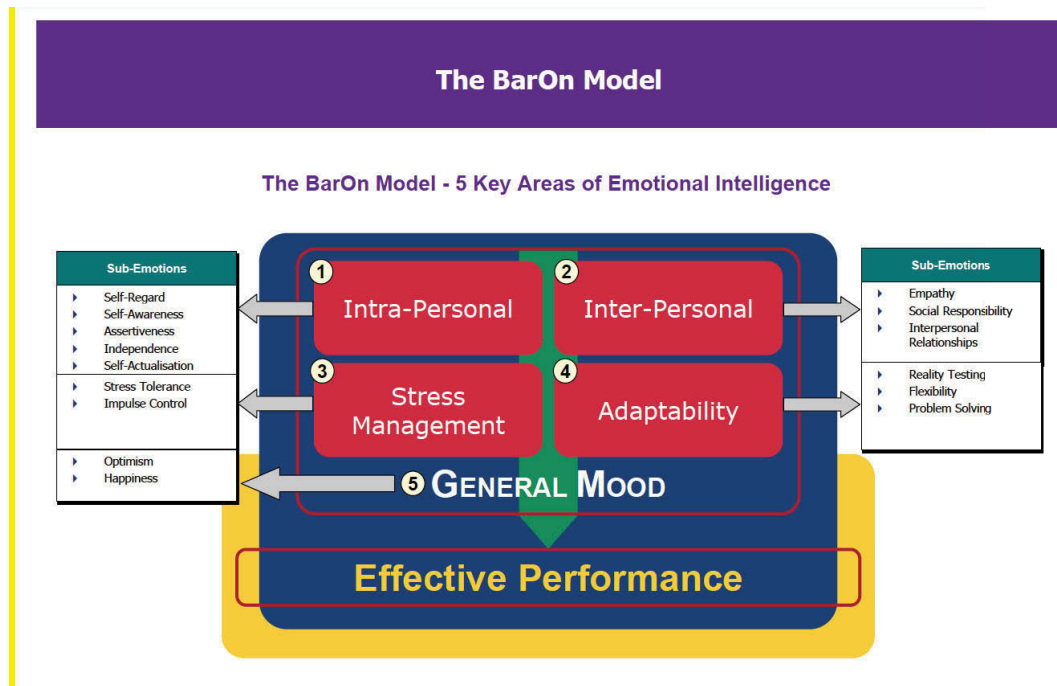 The BarOn Model
The BarOn Model - 5 Key Areas of Emotional Intelligence
Sub-Emotions
Self-Regard
Self-Awareness
Assertiveness
Independence
Self-Actualisation
Stress Tolerance
Impulse Control
Optimism
Happiness
1
Intra-Personal
2
Inter-Personal
3
Stress
Management
4
Adaptability
5 GENERAL MOOD
Effective Performance
Sub-Emotions
Empathy
Social Responsibility
Interpersonal
Relationships
Reality Testing
Flexibility
Problem Solving